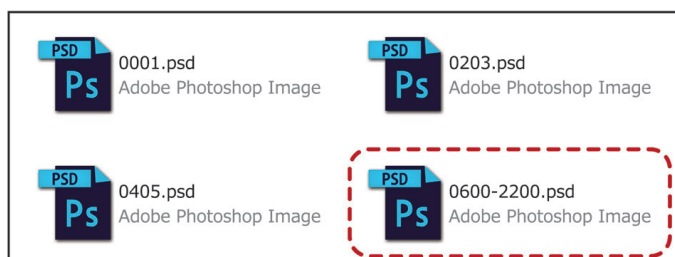 PSD
Ps
0001.psd
Adobe Photoshop Image
PSD
Ps
0203.psd
Adobe Photoshop Image
PSD
Ps
0405.psd
Adobe Photoshop Image
PSD
Ps
0600-2200.psd
Adobe Photoshop Image